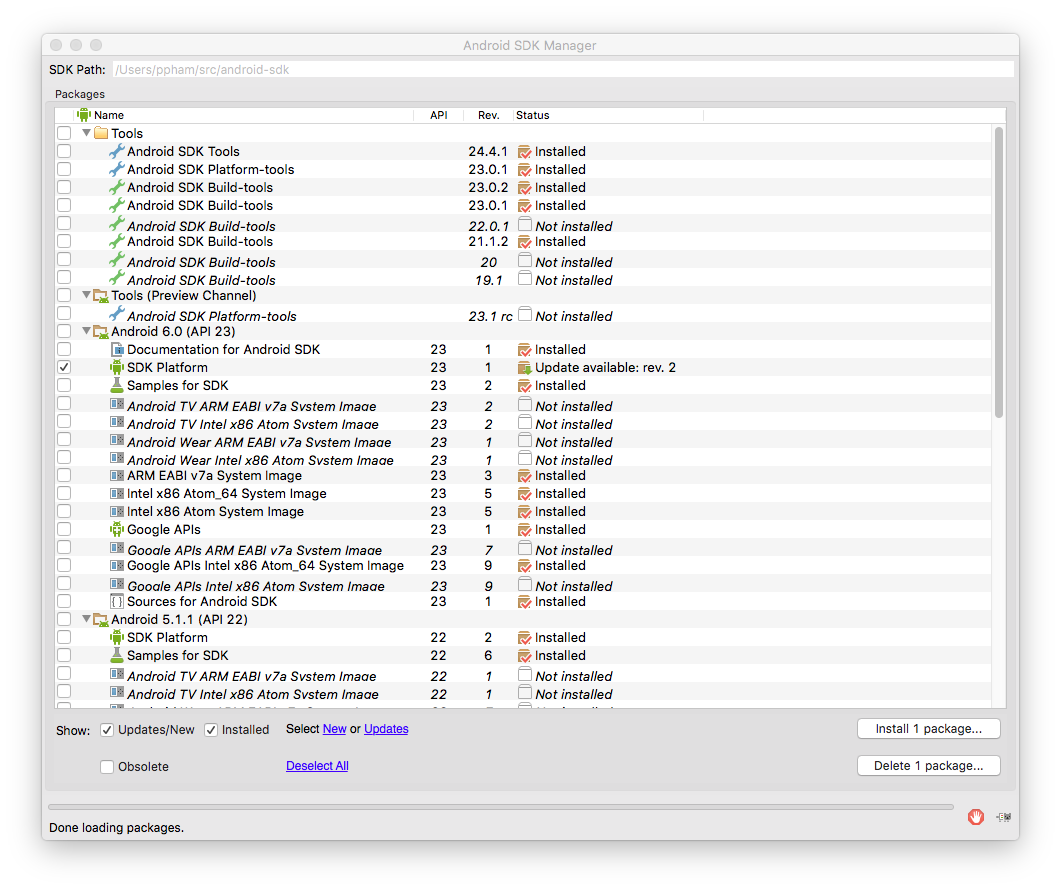 Android SDK Manager
SDK Path: /Users/ppham/src/android-sdk
Packages
Name API Rev. Status
Tools
Android SDK Tools 24.4.1 Installed
Android SDK Platform-tools 23.0.1 Installed
Android SDK Build-tools 23.0.2 Installed
Android SDK Build-tools 23.0.1 Installed
Android SDK Build-tools 22.0.1 Not installed
Android SDK Build-tools 21.1.2 Installed
Android SDK Build-tools 20 Not installed
Android SDK Build-tools 19.1 Not installed
Tools (Preview Channel)
Android SDK Platform-tools 23.1 rc Not installed
Android 6.0 (API 23)
Documentation for Android SDK 23 1 Installed
SDK Platform 23 1 Update available: rev. 2
Samples for SDK 23 2 Installed
Android TV ARM EABI v7a System Image 23 2 Not installed
Android TV Intel x86 Atom System Image 23 2 Not installed
Android Wear ARM EABI v7a System Image 23 1 Not installed
Android Wear Intel x86 Atom System Image 23 1 Not installed
ARM EABI v7a System Image 23 3 Installed
Intel x86 Atom_64 System Image 23 5 Installed
Intel x86 Atom System Image 23 5 Installed
Google APIs 23 1 Installed
Google APIs ARM EABI v7a System Image 23 7 Not installed
Google APIs Intel x86 Atom_64 System Image 23 9 Installed
Google APIs Intel x86 Atom System Image 23 9 Not installed
Sources for Android SDK 23 1 Installed
Android 5.1.1 (API 22)
SDK Platform 22 2 Installed
Samples for SDK 22 6 Installed
Android TV ARM EABI v7a System Image 22 1 Not installed
Android TV Intel x86 Atom System Image 22 1 Not installed
Show: Updates/New Installed Select New or Updates Install 1 package...
Obsolete Deselect All Delete 1 package...
Done loading packages.